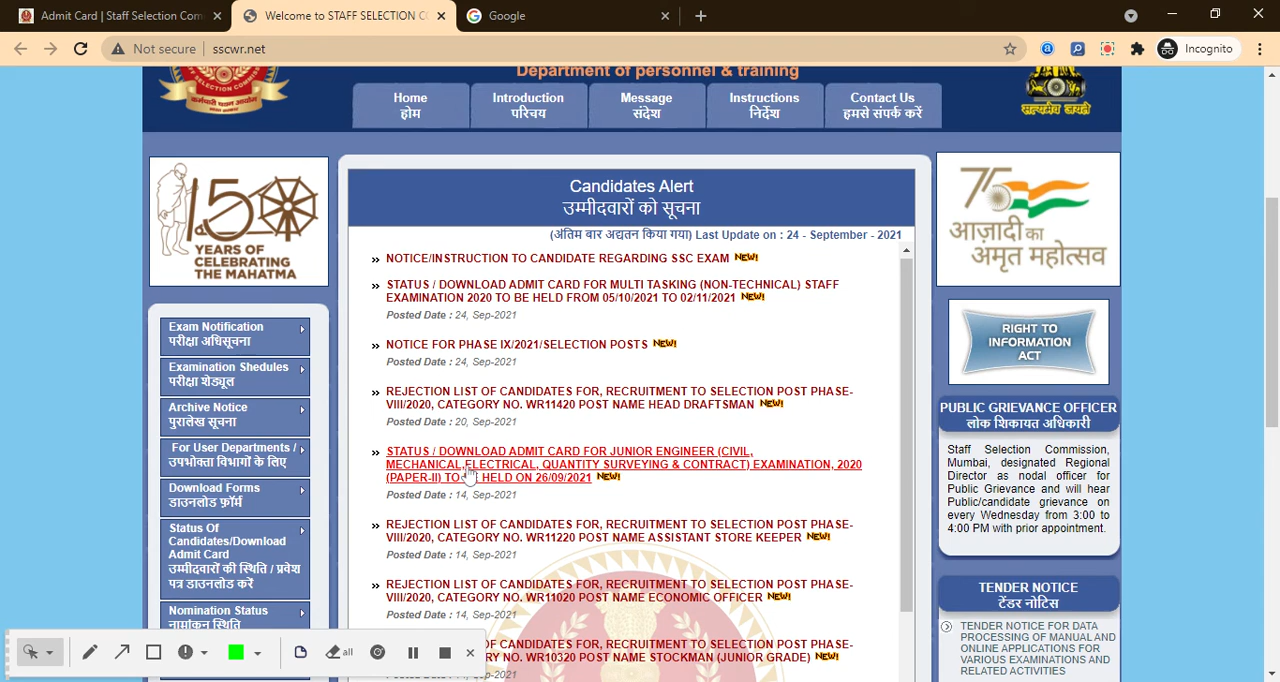 Admit Card | Staff Selection Com
Welcome to STAFF SELECTION CO
Google
Not secure
sscwr.net
Incognito
Department of personnel & training
Home
होम
Introduction
परिचय
Message
संदेश
Instructions
निर्देश
Contact Us
हमसे संपर्क करें
150
YEARS OF
CELEBRATING
THE MAHATMA
Exam Notification
परीक्षा अधिसूचना
Examination Shedules
परीक्षा शेड्यूल
Archive Notice
पुरालेख सूचना
For User Departments /
उपभोक्ता विभागों के लिए
Download Forms
डाउनलोड फ़ॉर्म
Status Of
Candidates/Download
Admit Card
उम्मीदवारों की स्थिति / प्रवेश
पत्र डाउनलोड करें
Nomination Status
नामांकन स्थिति
Candidates Alert
उम्मीदवारों को सूचना
(अंतिम बार अद्यतन किया गया) Last Update on : 24 - September - 2021
» NOTICE/INSTRUCTION TO CANDIDATE REGARDING SSC EXAM NEW!
» STATUS / DOWNLOAD ADMIT CARD FOR MULTI TASKING (NON-TECHNICAL) STAFF
EXAMINATION 2020 TO BE HELD FROM 05/10/2021 TO 02/11/2021 NEW!
Posted Date : 24, Sep-2021
» NOTICE FOR PHASE IX/2021/SELECTION POSTS NEW!
Posted Date : 24, Sep-2021
» REJECTION LIST OF CANDIDATES FOR, RECRUITMENT TO SELECTION POST PHASE-
VIII/2020, CATEGORY NO. WR11420 POST NAME HEAD DRAFTSMAN NEW!
Posted Date : 20, Sep-2021
» STATUS / DOWNLOAD ADMIT CARD FOR JUNIOR ENGINEER (CIVIL,
MECHANICAL,ELECTRICAL, QUANTITY SURVEYING & CONTRACT) EXAMINATION, 2020
(PAPER-II) TO HELD ON 26/09/2021 NEW!
Posted Date : 14, Sep-2021
» REJECTION LIST OF CANDIDATES FOR, RECRUITMENT TO SELECTION POST PHASE-
VIII/2020, CATEGORY NO. WR11220 POST NAME ASSISTANT STORE KEEPER NEW!
Posted Date : 14, Sep-2021
» REJECTION LIST OF CANDIDATES FOR, RECRUITMENT TO SELECTION POST PHASE-
VIII/2020, CATEGORY NO. WR11020 POST NAME ECONOMIC OFFICER NEW!
Posted Date : 14, Sep-2021
OF CANDIDATES FOR, RECRUITMENT TO SELECTION POST PHASE-
NO. WR10320 POST NAME STOCKMAN (JUNIOR GRADE) NEW!
सत्यमेव जयते
75
आज़ादी का
अमृत महोत्सव
RIGHT TO
INFORMATION
ACT
PUBLIC GRIEVANCE OFFICER
लोक शिकायत अधिकारी
Staff Selection Commission,
Mumbai, designated Regional
Director as nodal officer for
Public Grievance and will hear
Public/candidate grievance on
every Wednesday from 3:00 to
4:00 PM with prior appointment.
TENDER NOTICE
टेंडर नोटिस
TENDER NOTICE FOR DATA
PROCESSING OF MANUAL AND
ONLINE APPLICATIONS FOR
VARIOUS EXAMINATIONS AND
RELATED ACTIVITIES
all